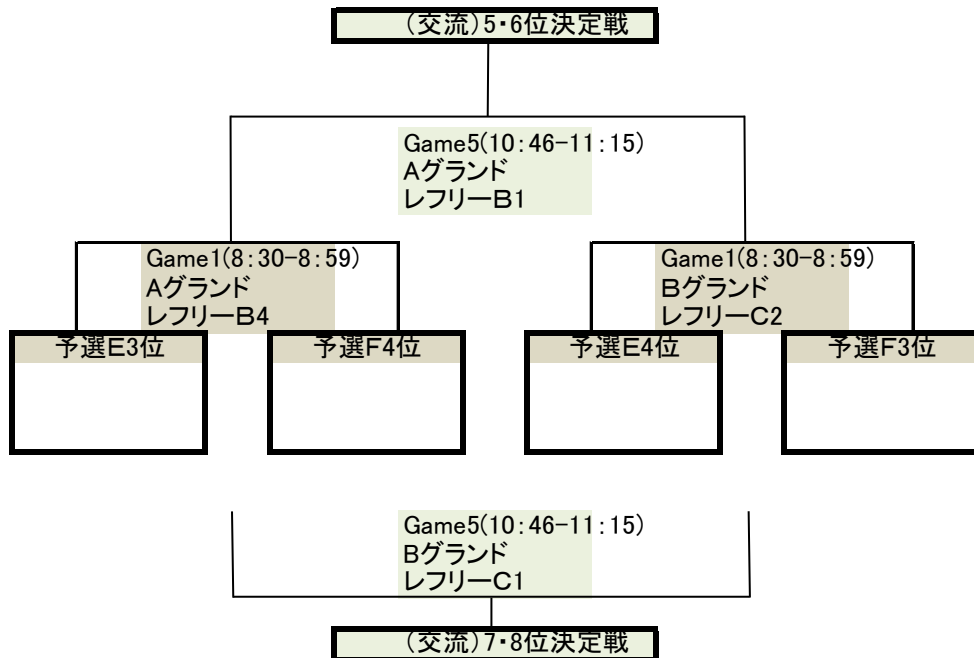 (交流)5・6位決定戦
Game5(10:46-11:15)
Aグランド
レフリーB1
Game1(8:30-8:59)
Aグランド
レフリーB4
Game1(8:30-8:59)
Bグランド
レフリーC2
予選E3位
予選F4位
予選E4位
予選F3位
Game5(10:46-11:15)
Bグランド
レフリーC1
(交流)7・8位決定戦